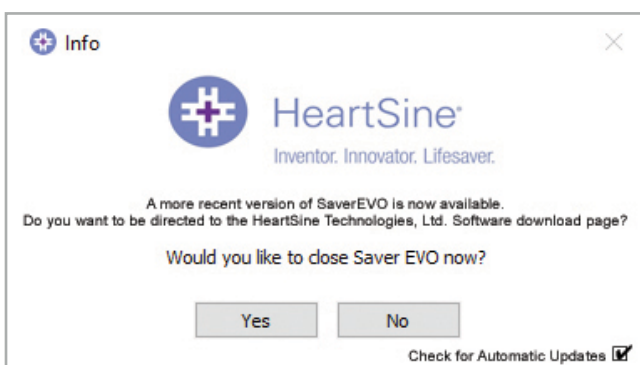 Info
HeartSine®
Inventor. Innovator. Lifesaver.
A more recent version of SaverEVO is now available.
Do you want to be directed to the HeartSine Technologies, Ltd. Software download page?
Would you like to close Saver EVO now?
Yes No
Check for Automatic Updates